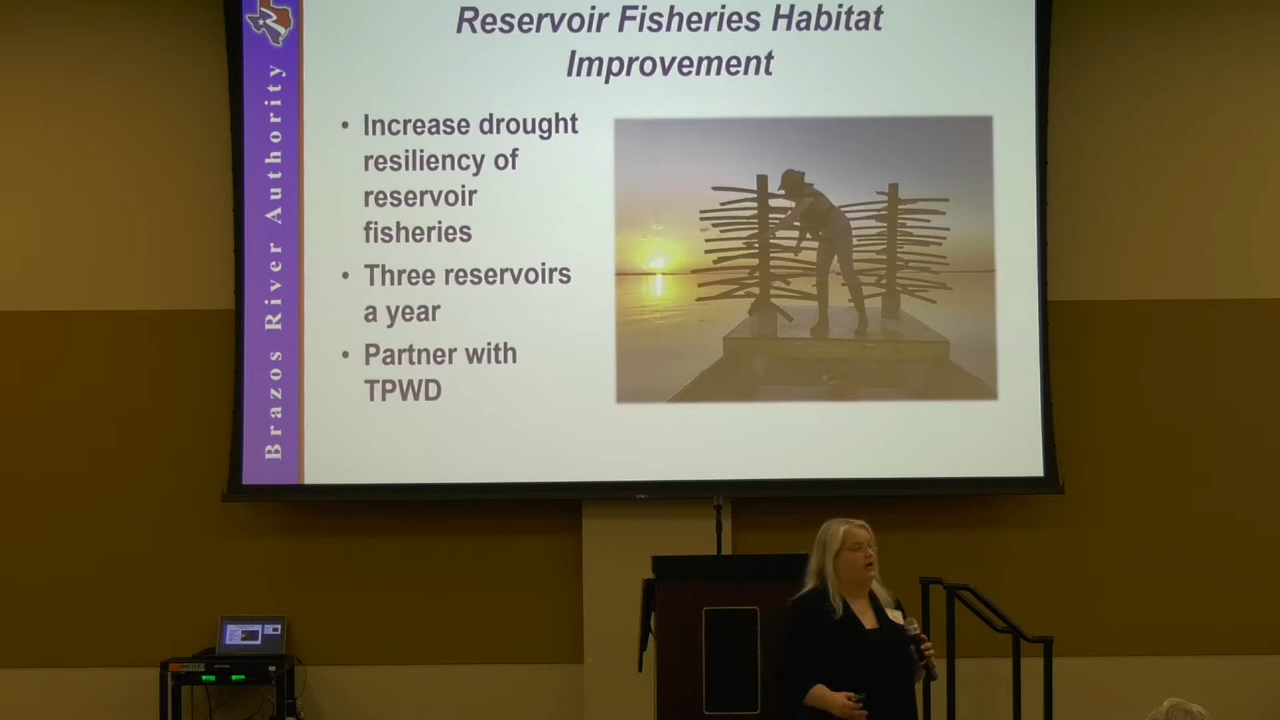 Reservoir Fisheries Habitat
Improvement
• Increase drought
resiliency of
reservoir
fisheries
• Three reservoirs
a year
• Partner with
TPWD
Brazos River Authority